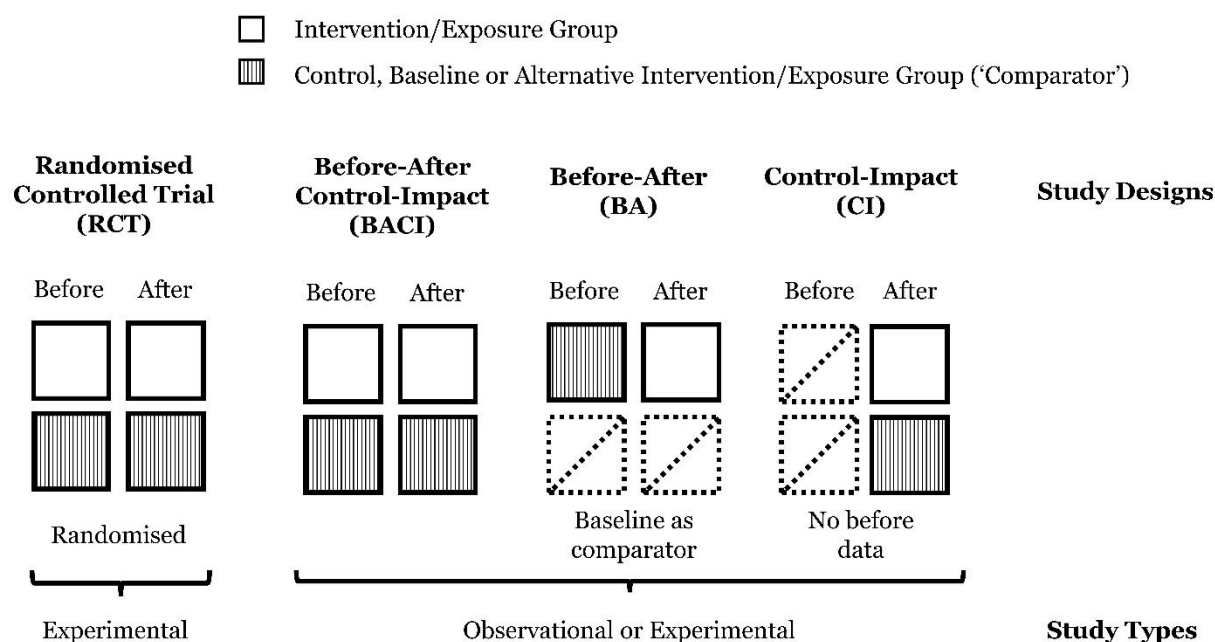 Intervention/Exposure Group
Control, Baseline or Alternative Intervention/Exposure Group (‘Comparator’)
Randomised
Controlled Trial
(RCT)
Before-After
Control-Impact
(BACI)
Before-After
(BA)
Control-Impact
(CI)
Study Designs
Before After
Before After
Before After
Before After
Randomised
Baseline as
comparator
No before
data
Experimental
Observational or Experimental
Study Types